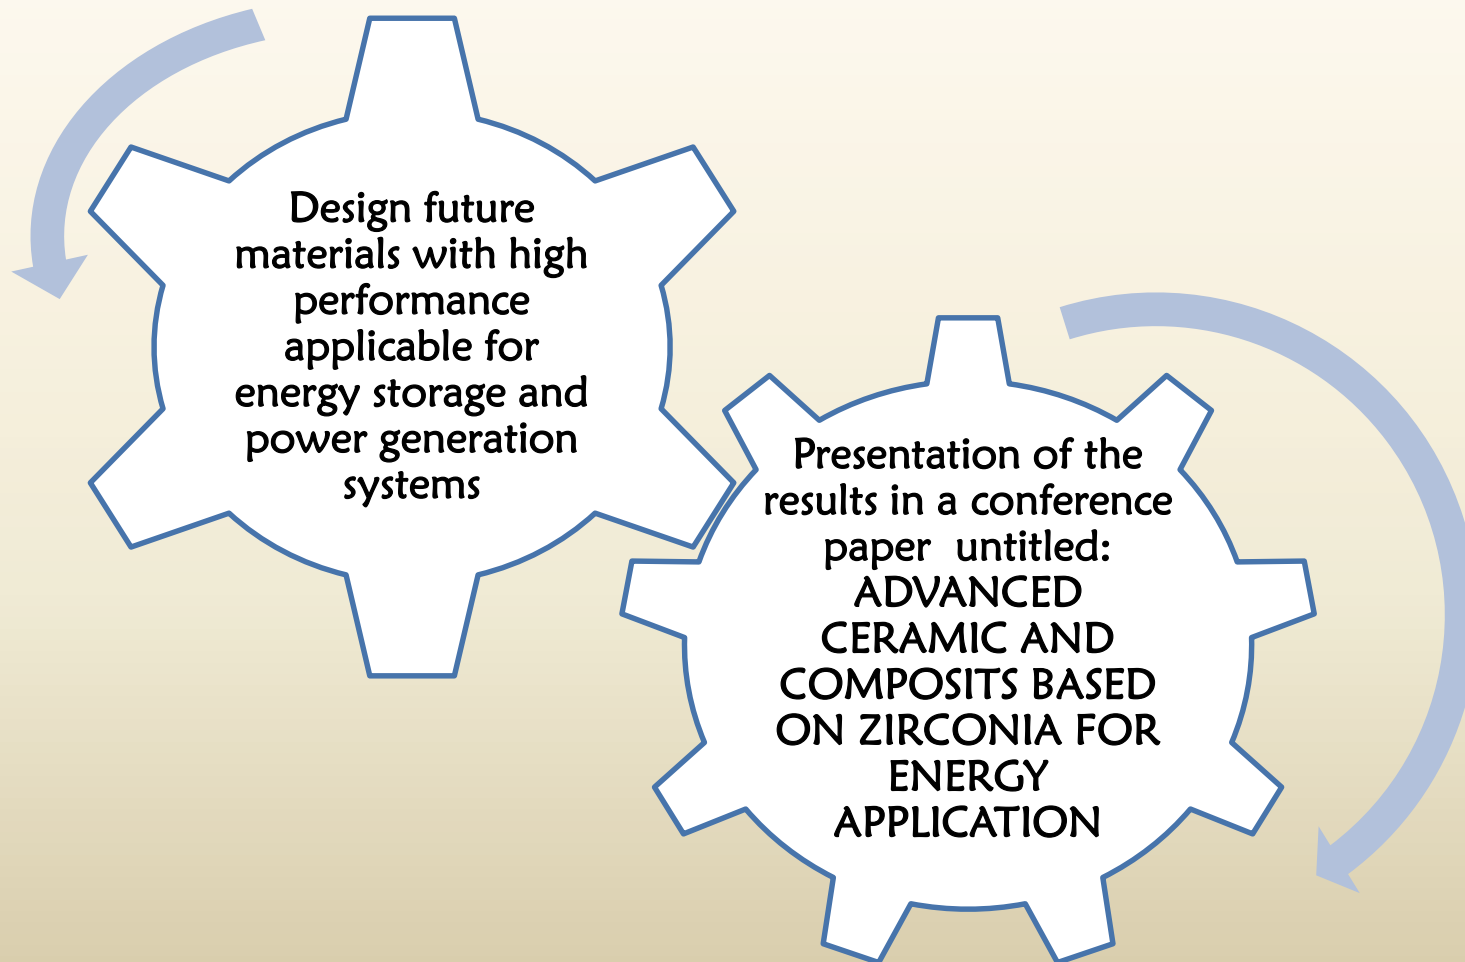 Design future
materials with high
performance
applicable for
energy storage and
power generation
systems
Presentation of the
results in a conference
paper  untitled:
ADVANCED
CERAMIC AND
COMPOSITS BASED
ON ZIRCONIA FOR
ENERGY
APPLICATION